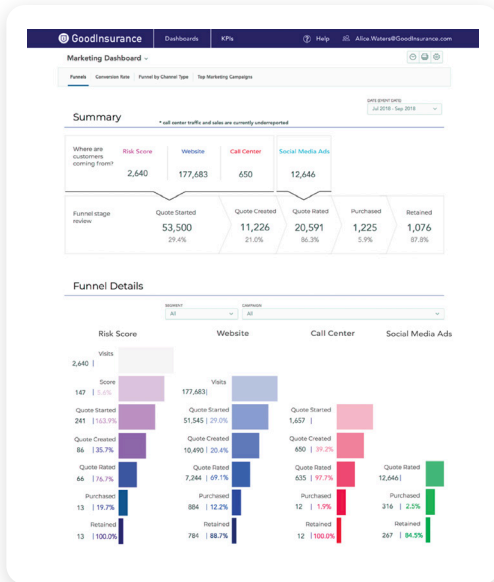 GoodInsurance Dashboards KPIs Help Alice.Waters@GoodInsurance.com
Marketing Dashboard
Funnels Conversion Rate Funnel by Channel Type Top Marketing Campaigns
DATE (EVENT DATE)
Jul 2018 - Sep 2018
Summary
* call center traffic and sales are currently underreported
Where are customers coming from?
Risk Score Website Call Center Social Media Ads
2,640 177,683 650 12,646
Funnel stage review
Quote Started Quote Created Quote Rated Purchased Retained
53,500 11,226 20,591 1,225 1,076
29.4% 21.0% 86.3% 5.9% 87.8%
Funnel Details
SEGMENT CAMPAIGN
All All
Risk Score Website Call Center Social Media Ads
Visits
2,640 |
Score Visits
147 | 5.6% 177,683|
Quote Started Quote Started Quote Started
241 | 163.9% 51,545 | 29.0% 1,657 |
Quote Created Quote Created Quote Created
86 | 35.7% 10,490 | 20.4% 650 | 39.2%
Quote Rated Quote Rated Quote Rated Quote Rated
66 | 76.7% 7,244 | 69.1% 635 | 97.7% 12,646|
Purchased Purchased Purchased Purchased
13 | 19.7% 884 | 12.2% 12 | 1.9% 316 | 2.5%
Retained Retained Retained Retained
13 | 100.0% 784 | 88.7% 12 | 100.0% 267 | 84.5%